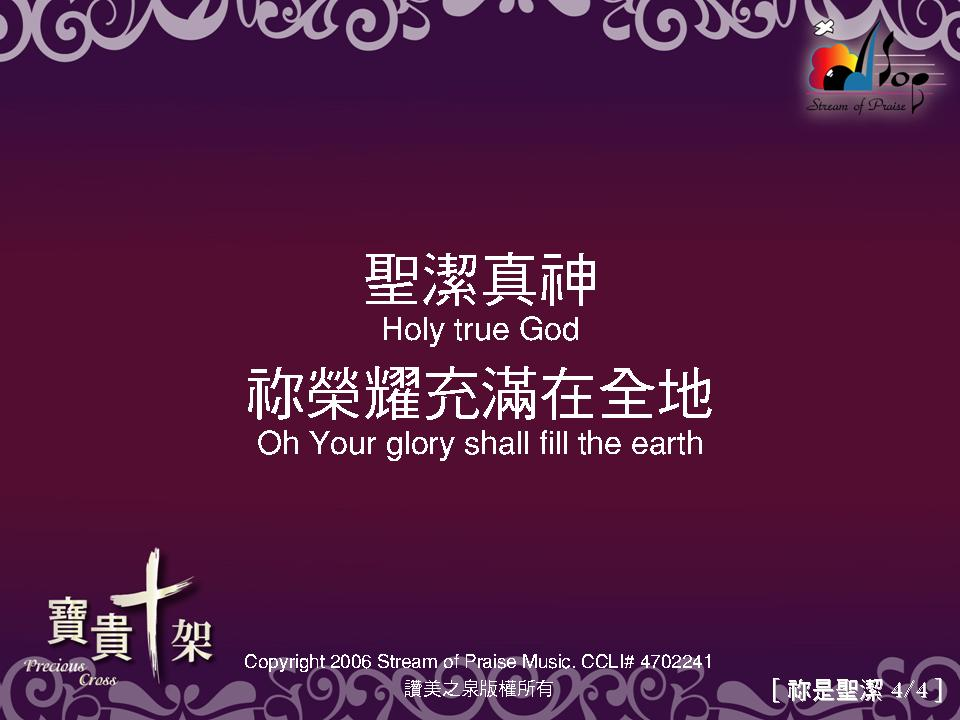 SOP
Stream of Praise
聖潔真神
Holy true God
祢榮耀充滿在全地
Oh Your glory shall fill the earth
寶貴十架
Precious
Cross
Copyright 2006 Stream of Praise Music. CCLI# 4702241
讚美之泉版權所有
[ 祢是聖潔 4/4 ]